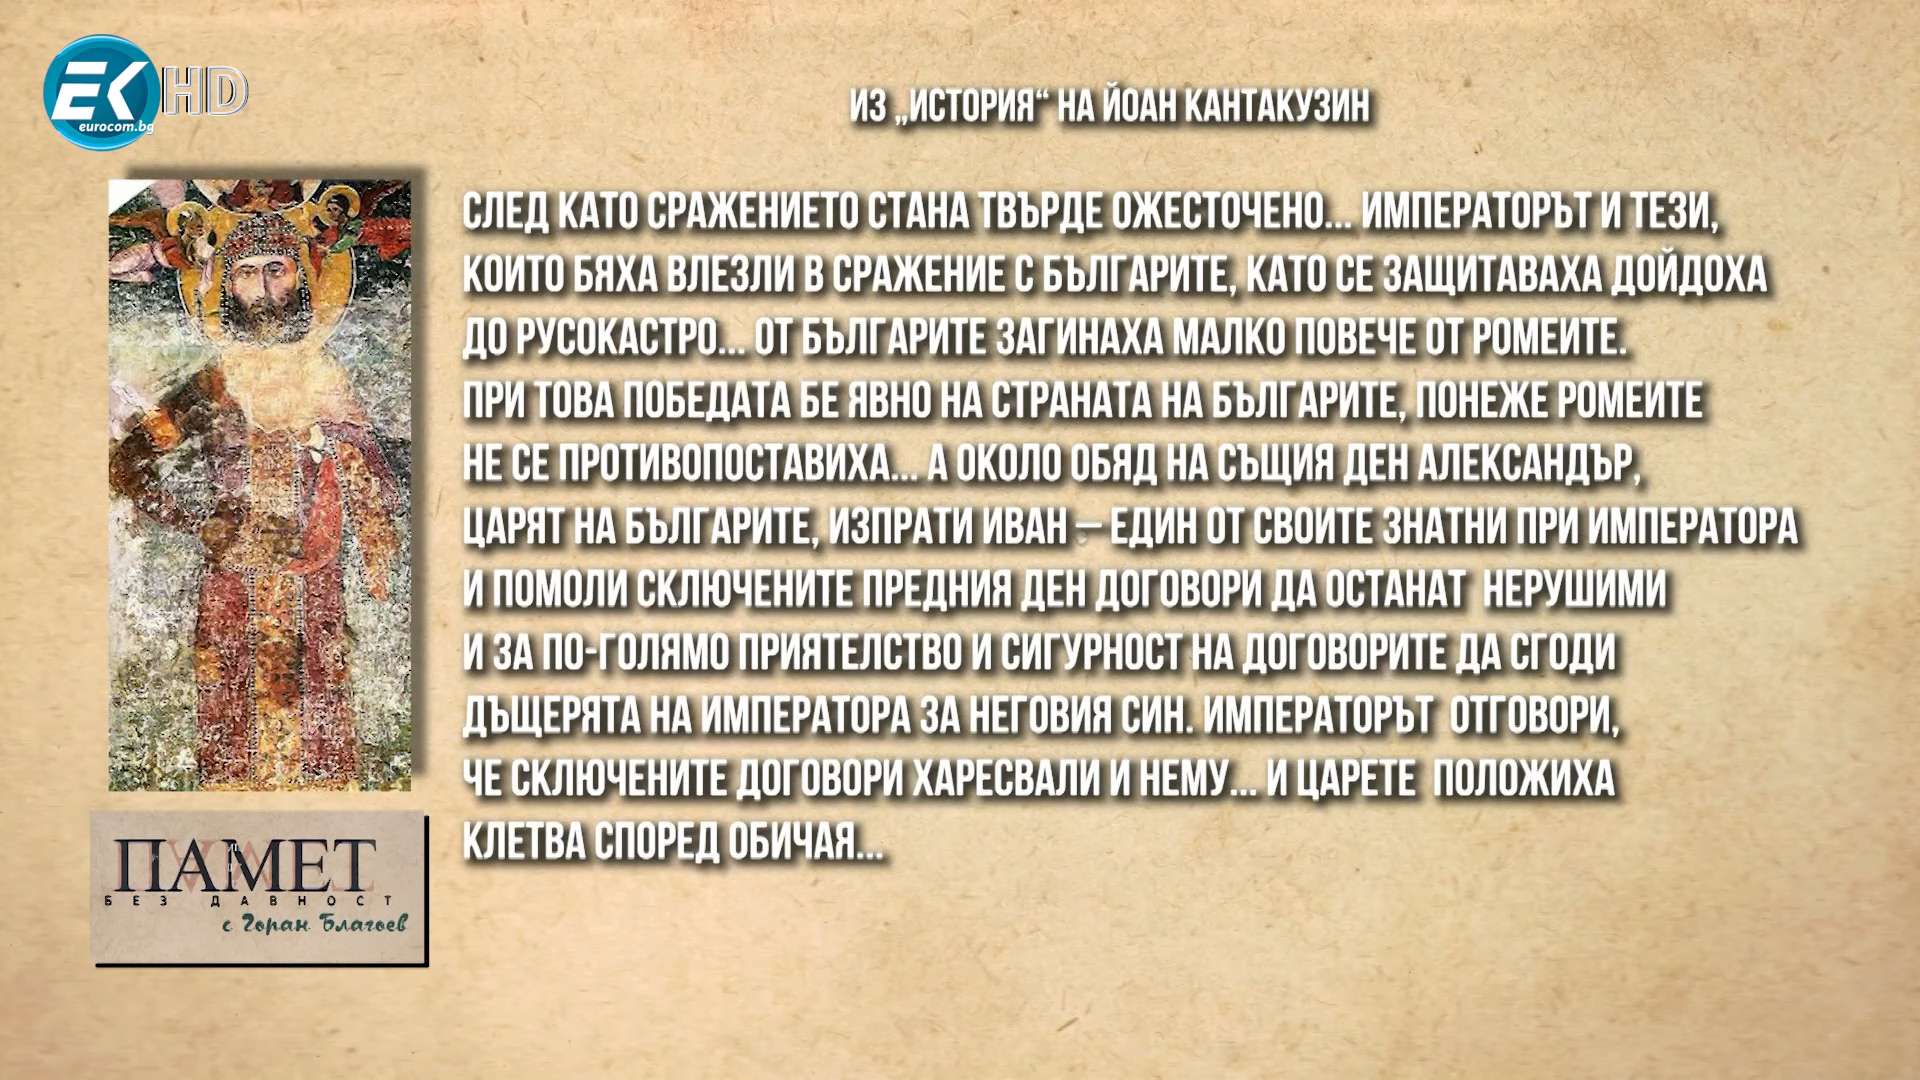 EK HD
eurocom.bg
ИЗ „ИСТОРИЯ“ НА ЙОАН КАНТАКУЗИН
СЛЕД КАТО СРАЖЕНИЕТО СТАНА ТВЪРДЕ ОЖЕСТОЧЕНО... ИМПЕРАТОРЪТ И ТЕЗИ,
КОИТО БЯХА ВЛЕЗЛИ В СРАЖЕНИЕ С БЪЛГАРИТЕ, КАТО СЕ ЗАЩИТАВАХА ДОЙДОХА
ДО РУСОКАСТРО... ОТ БЪЛГАРИТЕ ЗАГИНАХА МАЛКО ПОВЕЧЕ ОТ РОМЕИТЕ.
ПРИ ТОВА ПОБЕДАТА БЕ ЯВНО НА СТРАНАТА НА БЪЛГАРИТЕ, ПОНЕЖЕ РОМЕИТЕ
НЕ СЕ ПРОТИВОПОСТАВИХА... А ОКОЛО ОБЯД НА СЪЩИЯ ДЕН АЛЕКСАНДЪР,
ЦАРЯТ НА БЪЛГАРИТЕ, ИЗПРАТИ ИВАН – ЕДИН ОТ СВОИТЕ ЗНАТНИ ПРИ ИМПЕРАТОРА
И ПОМОЛИ СКЛЮЧЕНИТЕ ПРЕДНИЯ ДЕН ДОГОВОРИ ДА ОСТАНАТ НЕРУШИМИ
И ЗА ПО-ГОЛЯМО ПРИЯТЕЛСТВО И СИГУРНОСТ НА ДОГОВОРИТЕ ДА СГОДИ
ДЪЩЕРЯТА НА ИМПЕРАТОРА ЗА НЕГОВИЯ СИН. ИМПЕРАТОРЪТ ОТГОВОРИ,
ЧЕ СКЛЮЧЕНИТЕ ДОГОВОРИ ХАРЕСВАЛИ И НЕМУ... И ЦАРЕТЕ ПОЛОЖИХА
КЛЕТВА СПОРЕД ОБИЧАЯ...
ПАМЕТ
БЕЗ ДАВНОСТ
с Горан Благоев